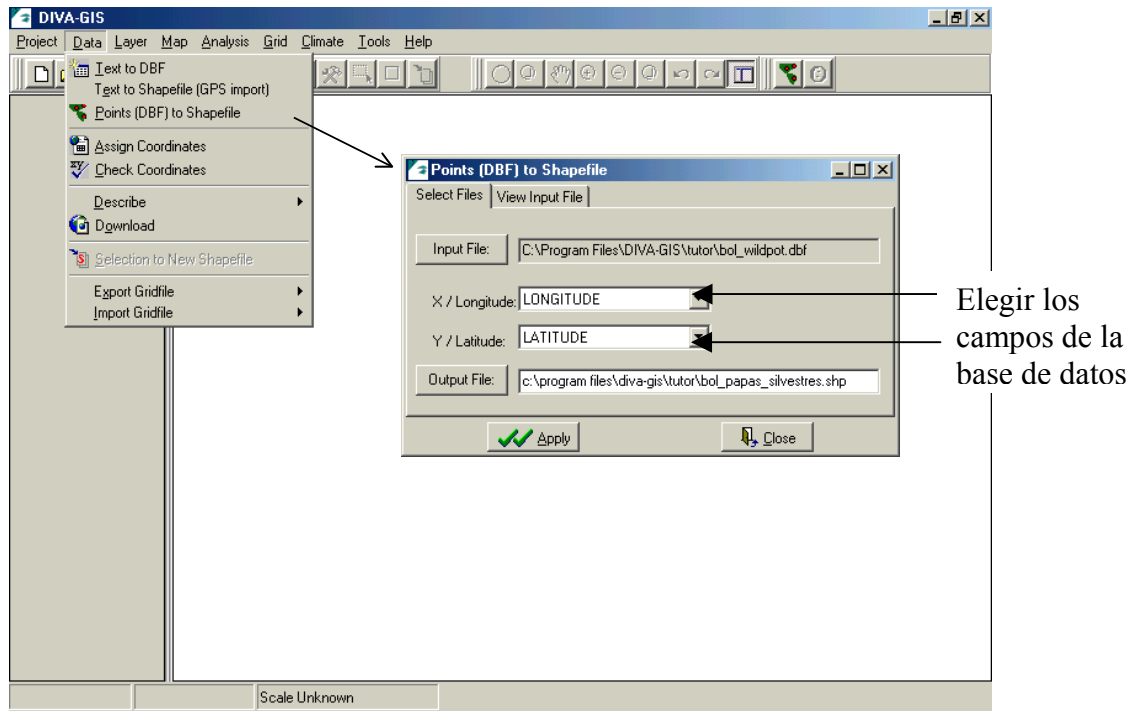 DIVA-GIS
Project Data Layer Map Analysis Grid Climate Tools Help
Text to DBF
Text to Shapefile (GPS import)
Points (DBF) to Shapefile
Assign Coordinates
Check Coordinates
Describe
Download
Selection to New Shapefile
Export Gridfile
Import Gridfile
Points (DBF) to Shapefile
Select Files View Input File
Input File: C:\Program Files\DIVA-GIS\tutor\bol_wildpot.dbf
X / Longitude: LONGITUDE
Y / Latitude: LATITUDE
Output File: c:\program files\diva-gis\tutor\bol_papas_silvestres.shp
Apply Close
Elegir los
campos de la
base de datos
Scale Unknown